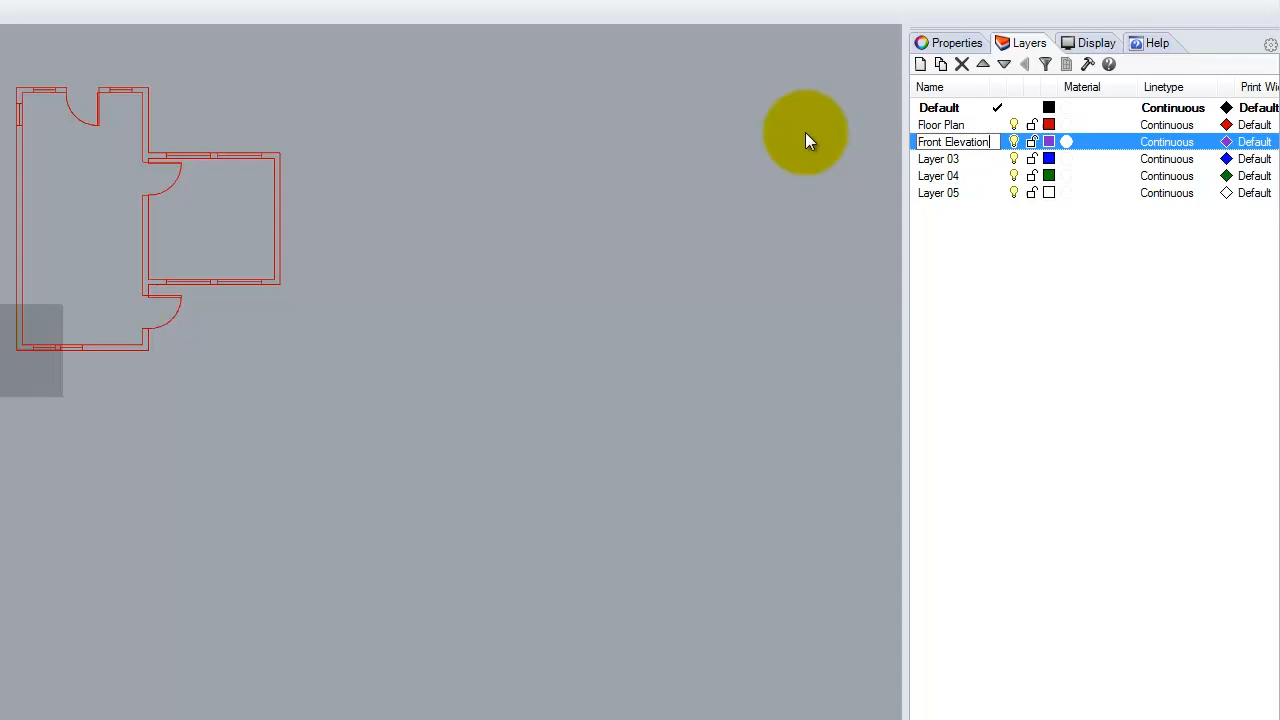 Properties Layers Display Help
Name Material Linetype Print Wi
Default Continuous Default
Floor Plan Continuous Default
Front Elevation Continuous Default
Layer 03 Continuous Default
Layer 04 Continuous Default
Layer 05 Continuous Default